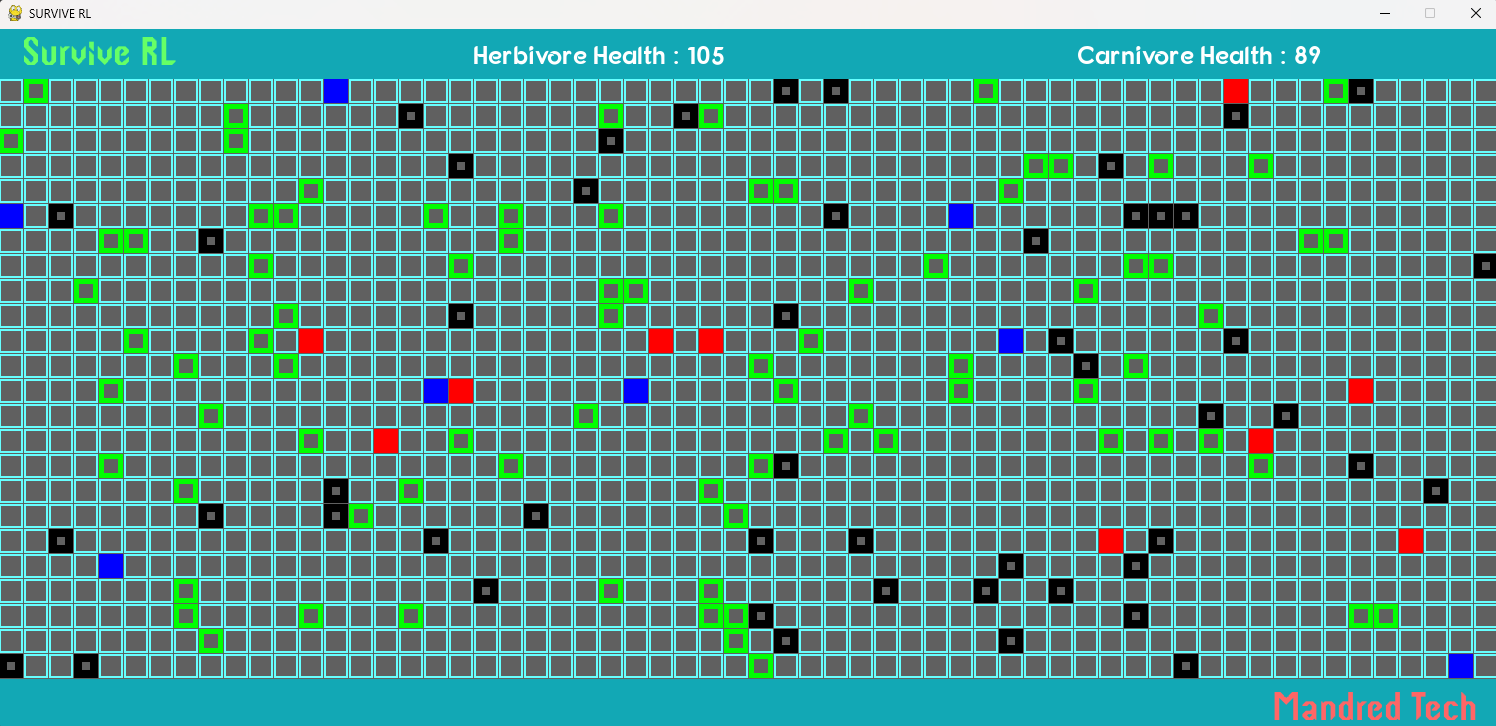 SURVIVE RL
Survive RL
Herbivore Health : 105
Carnivore Health : 89
Mandred Tech